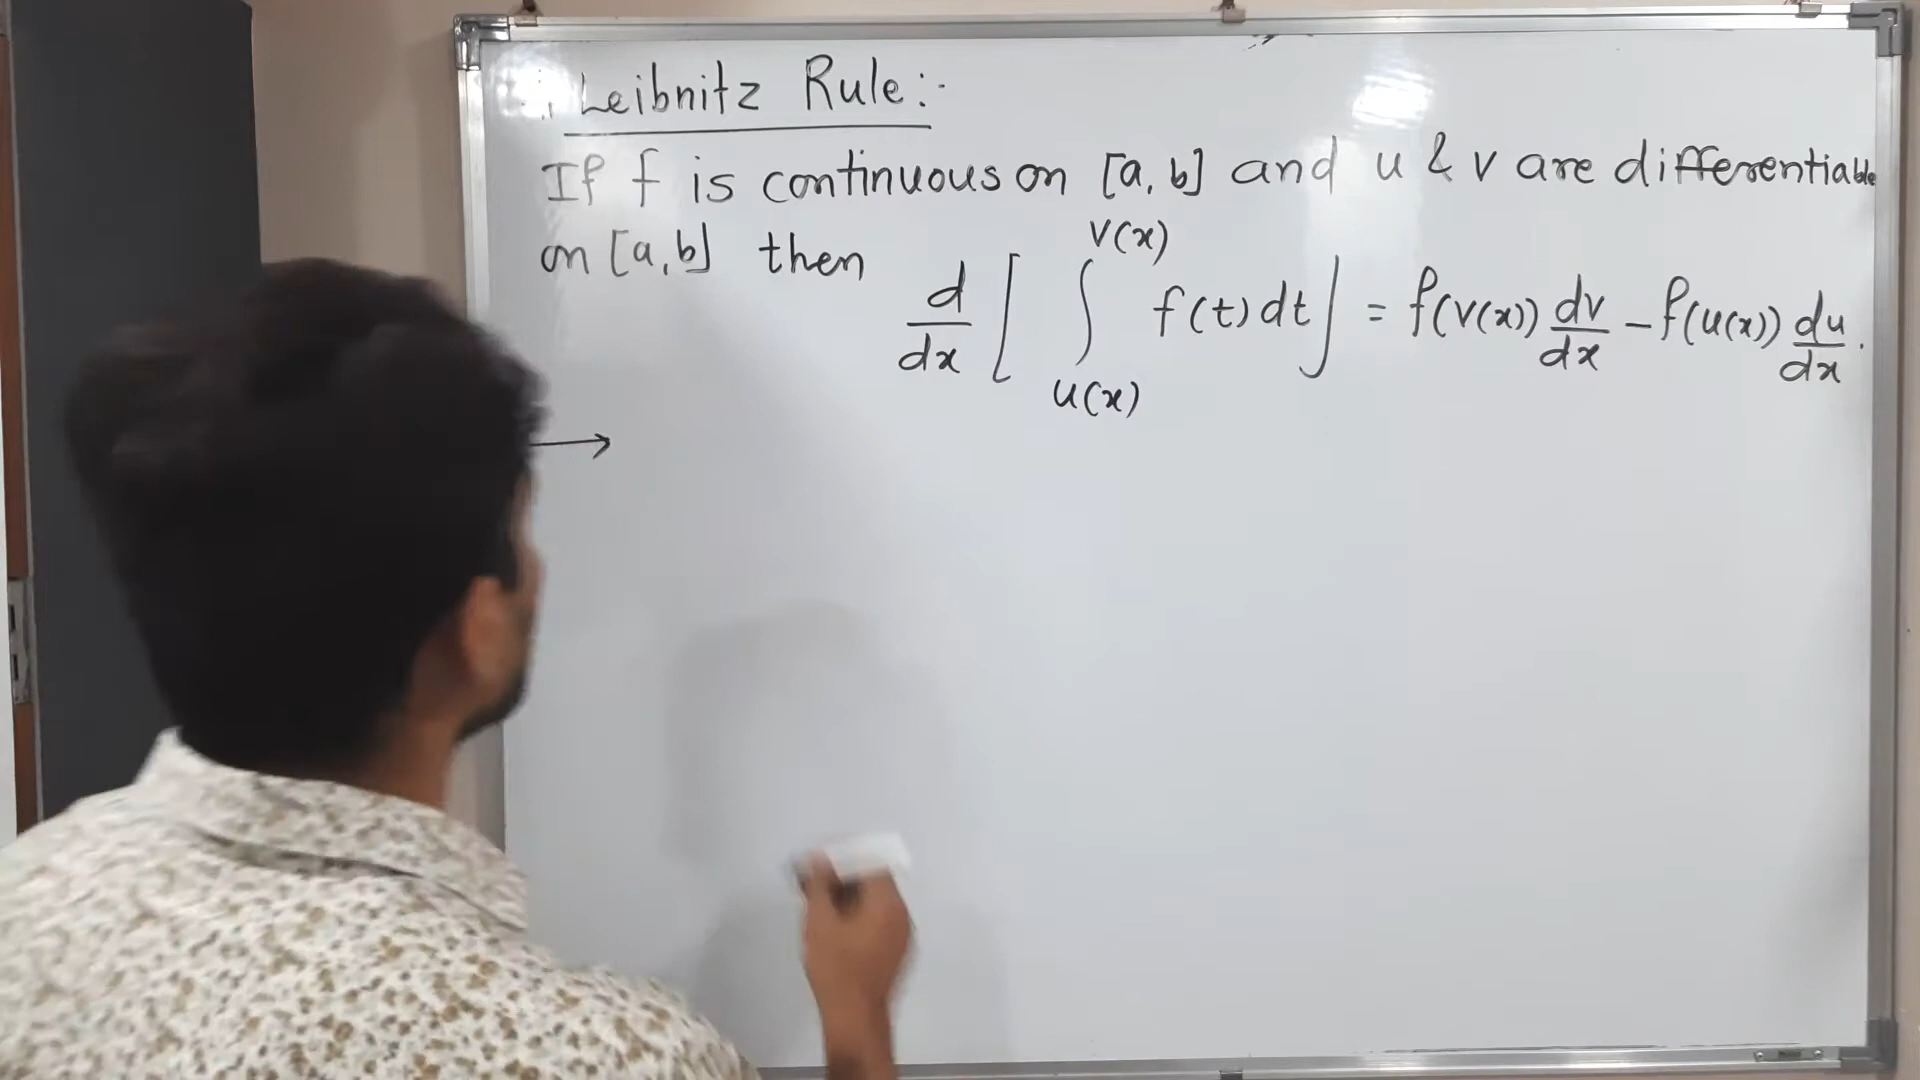 Leibnitz Rule:-
If f is continuous on [a, b] and u & v are differentiable
on [a, b] then d/dx [ ∫_{u(x)}^{v(x)} f(t) dt ] = f(v(x)) dv/dx - f(u(x)) du/dx .
→